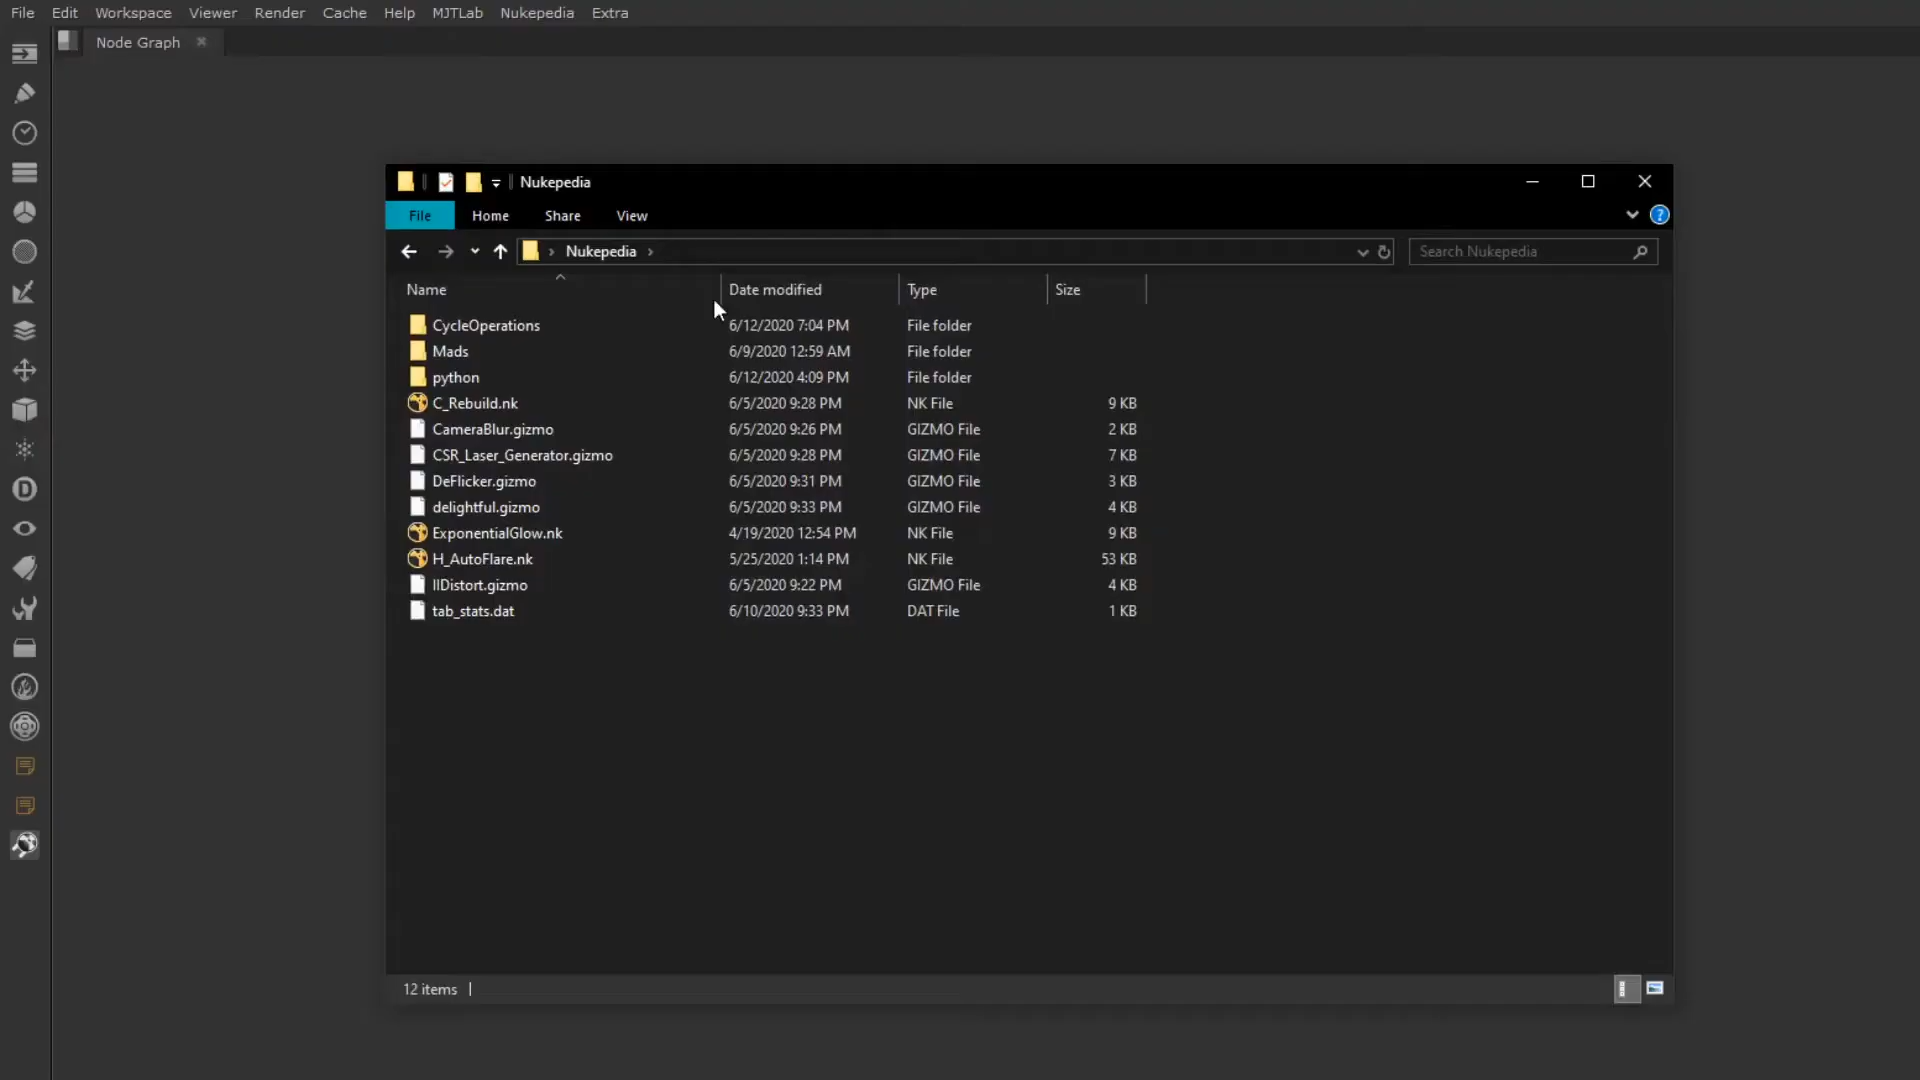 File Edit Workspace Viewer Render Cache Help MJTLab Nukepedia Extra
Node Graph
Nukepedia
File Home Share View
Nukepedia
Search Nukepedia
Name Date modified Type Size
CycleOperations 6/12/2020 7:04 PM File folder
Mads 6/9/2020 12:59 AM File folder
python 6/12/2020 4:09 PM File folder
C_Rebuild.nk 6/5/2020 9:28 PM NK File 9 KB
CameraBlur.gizmo 6/5/2020 9:26 PM GIZMO File 2 KB
CSR_Laser_Generator.gizmo 6/5/2020 9:28 PM GIZMO File 7 KB
DeFlicker.gizmo 6/5/2020 9:31 PM GIZMO File 3 KB
delightful.gizmo 6/5/2020 9:33 PM GIZMO File 4 KB
ExponentialGlow.nk 4/19/2020 12:54 PM NK File 9 KB
H_AutoFlare.nk 5/25/2020 1:14 PM NK File 53 KB
IIDistort.gizmo 6/5/2020 9:22 PM GIZMO File 4 KB
tab_stats.dat 6/10/2020 9:33 PM DAT File 1 KB
12 items